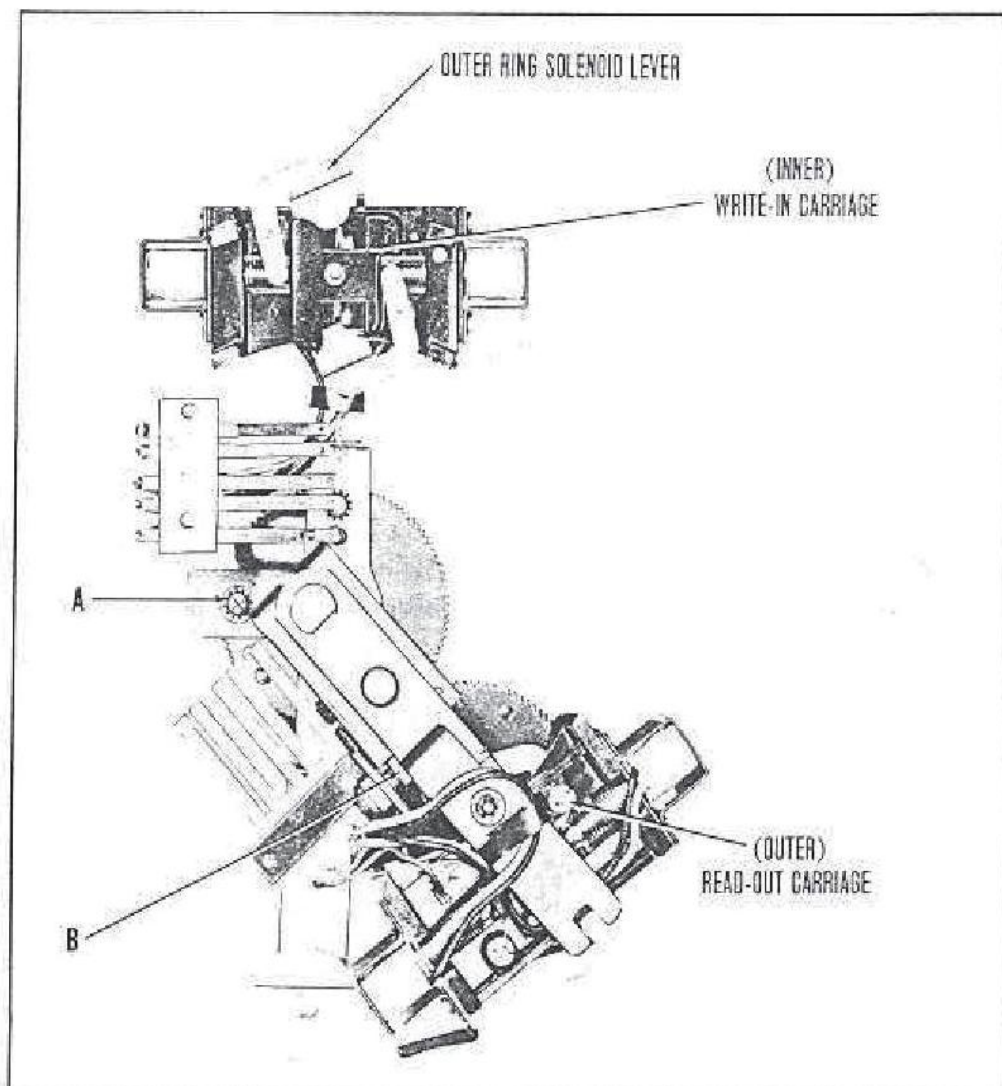 OUTER RING SOLENOID LEVER
(INNER)
WRITE-IN CARRIAGE
A
(OUTER)
READ-OUT CARRIAGE
B